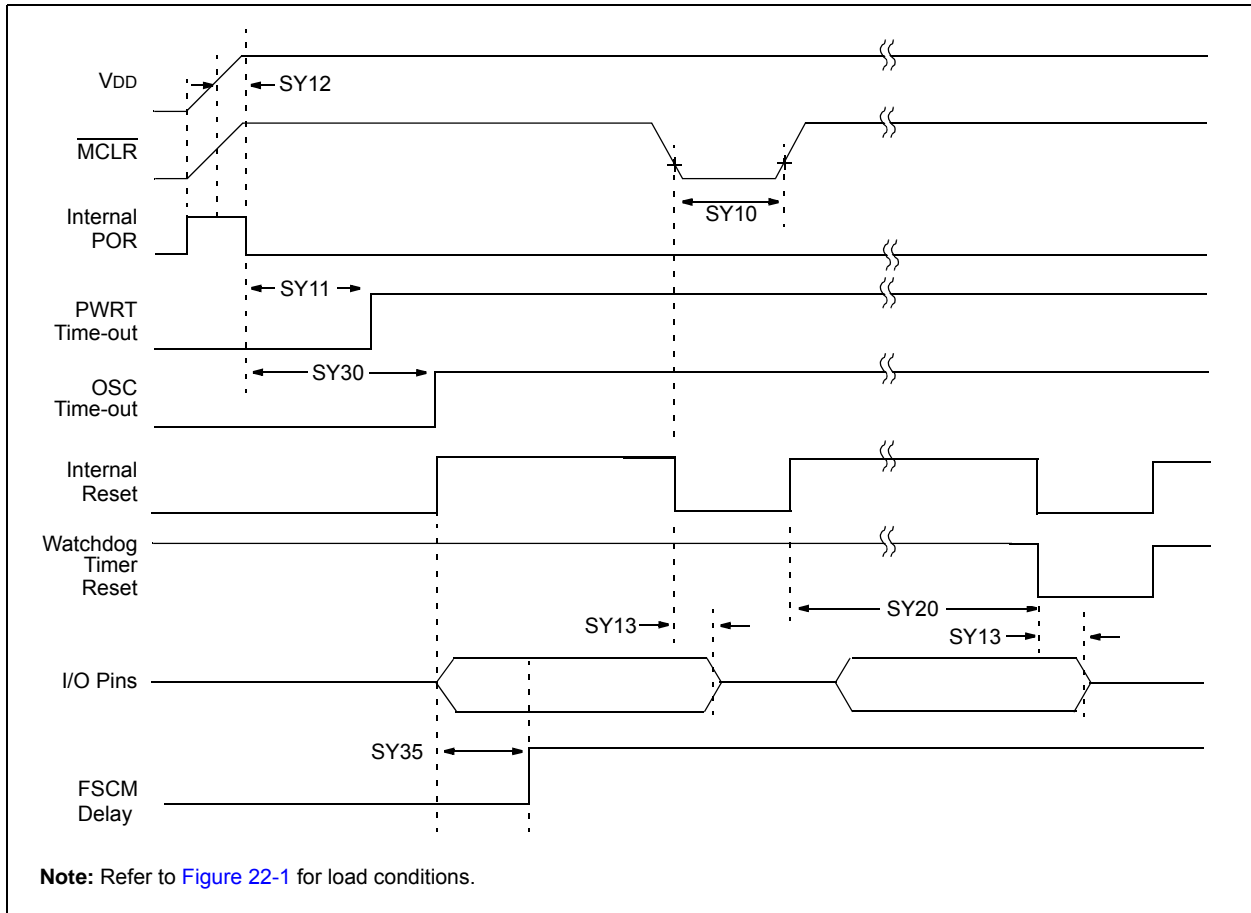 VDD
SY12
MCLR
SY10
Internal
POR
SY11
PWRT
Time-out
SY30
OSC
Time-out
Internal
Reset
Watchdog
Timer
Reset
SY20
SY13
SY13
I/O Pins
SY35
FSCM
Delay
Note: Refer to Figure 22-1 for load conditions.